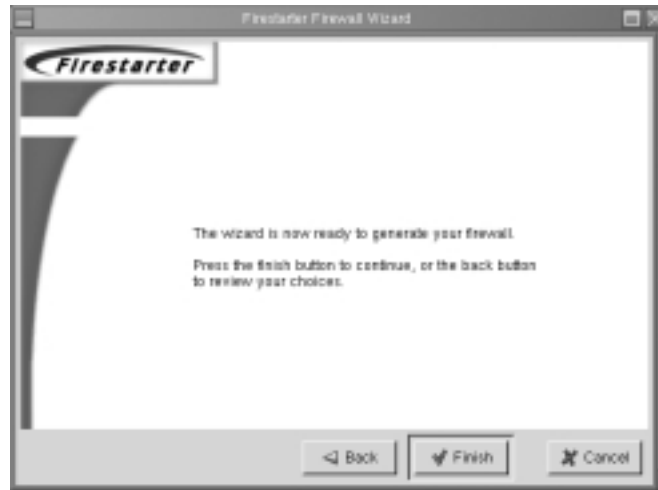 Firestarter Firewall Wizard
Firestarter
The wizard is now ready to generate your firewall.
Press the finish button to continue, or the back button
to review your choices.
Back
Finish
Cancel